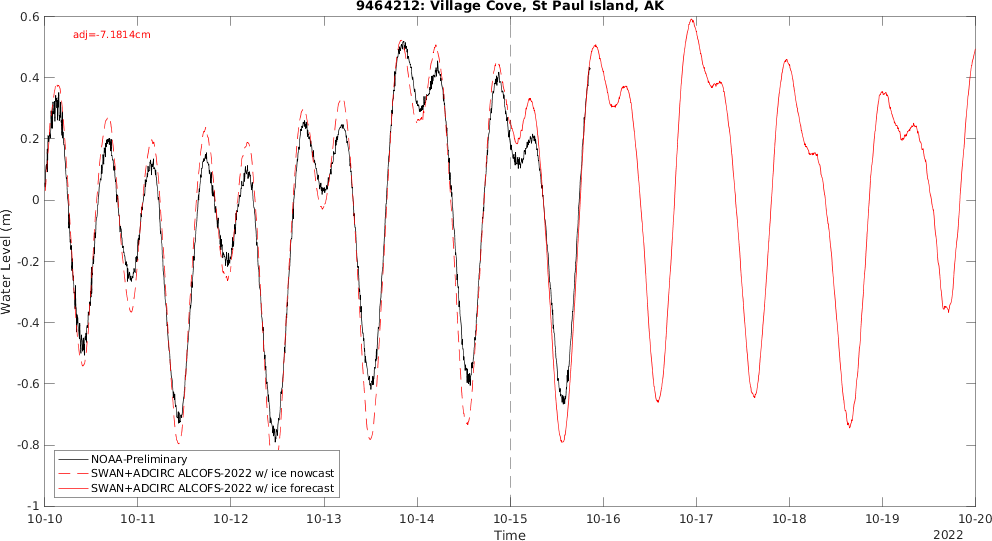 9464212: Village Cove, St Paul Island, AK
adj=-7.1814cm
0.6
0.4
0.2
0
-0.2
-0.4
-0.6
-0.8
-1
Water Level (m)
NOAA-Preliminary
SWAN+ADCIRC ALCOFS-2022 w/ ice nowcast
SWAN+ADCIRC ALCOFS-2022 w/ ice forecast
10-10 10-11 10-12 10-13 10-14 10-15 10-16 10-17 10-18 10-19 10-20
Time
2022